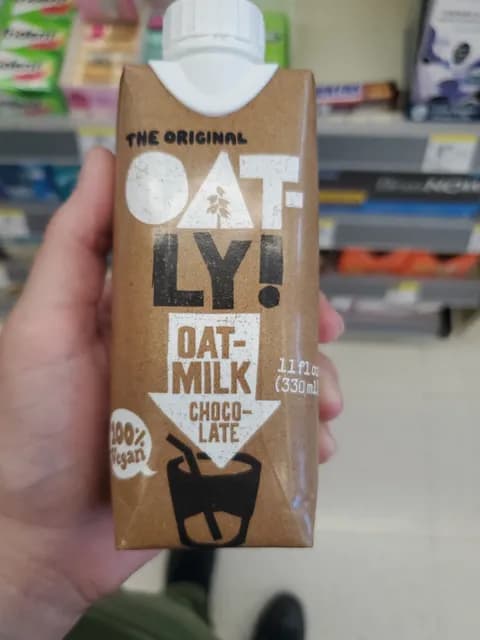 THE ORIGINAL
OAT-
LY!
OAT-
MILK
CHOCO-
LATE
11 fl oz
(330 ml)
100%
Vegan